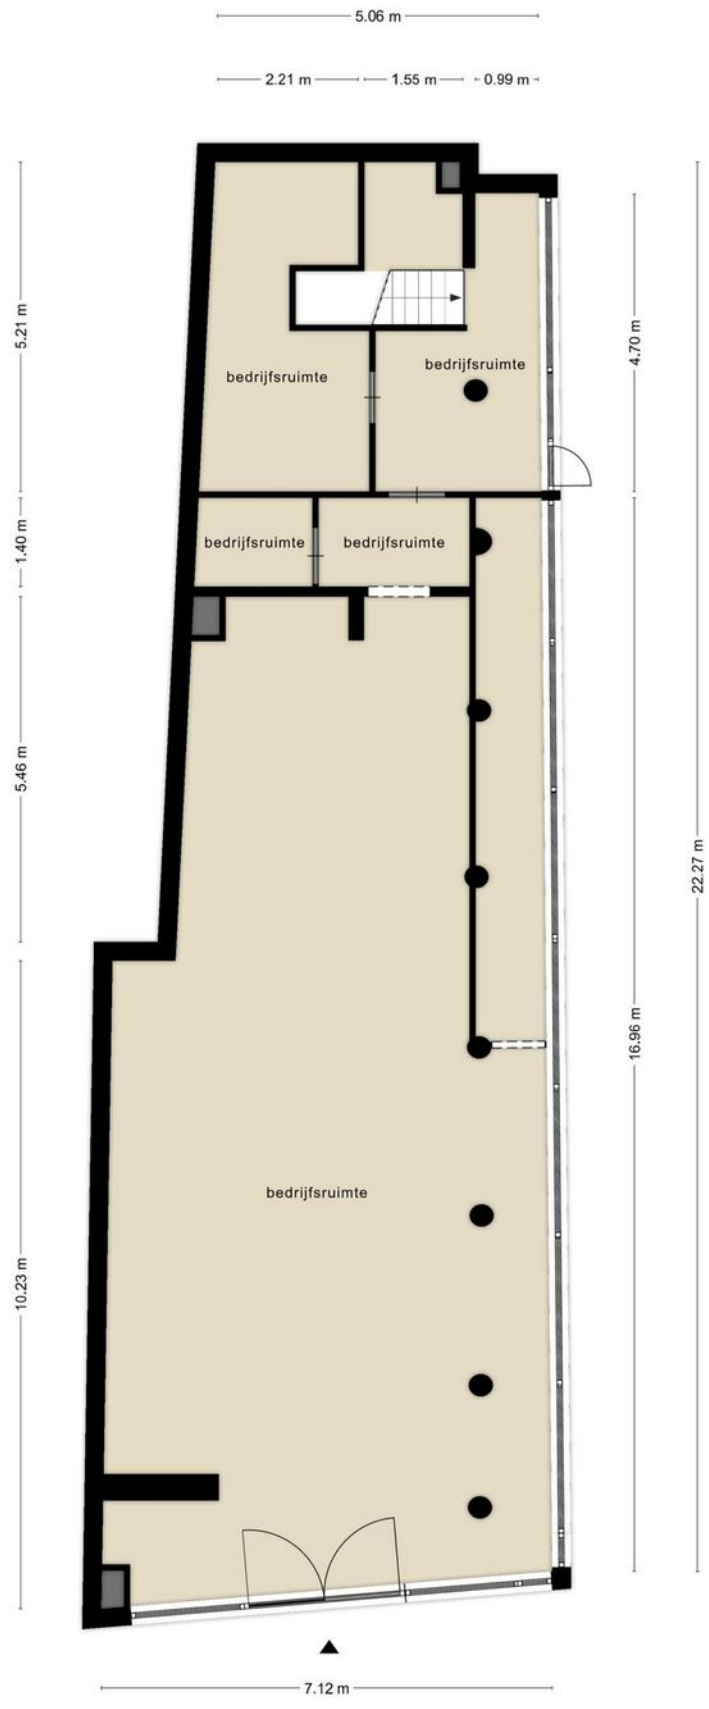 5.06 m
2.21 m
1.55 m
0.99 m
5.21 m
4.70 m
bedrijfsruimte
bedrijfsruimte
1.40 m
bedrijfsruimte
bedrijfsruimte
5.46 m
22.27 m
16.96 m
bedrijfsruimte
10.23 m
7.12 m